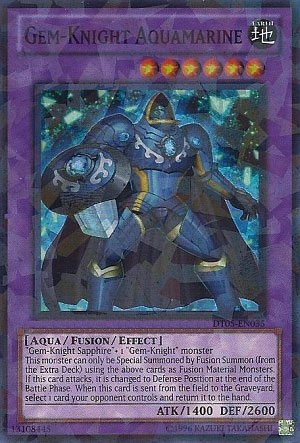 GEM-KNIGHT AQUAMARINE
EARTH
地
DT05-EN035
[AQUA / FUSION / EFFECT]
"Gem-Knight Sapphire" + 1 "Gem-Knight" monster
This monster can only be Special Summoned by Fusion Summon (from
the Extra Deck) using the above cards as Fusion Material Monsters.
If this card attacks, it is changed to Defense Position at the end of the
Battle Phase. When this card is sent from the field to the Graveyard,
select 1 card your opponent controls and return it to the hand.
ATK/1400 DEF/2600
©1996 KAZUKI TAKAHASHI